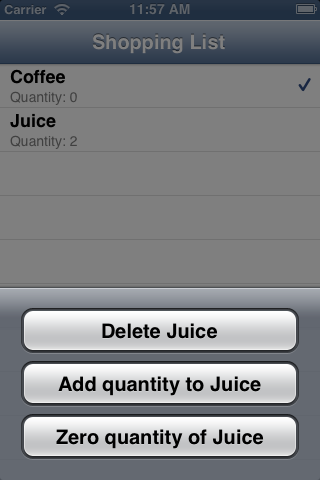 Carrier 11:57 AM
Shopping List
Coffee
Quantity: 0
Juice
Quantity: 2
Delete Juice
Add quantity to Juice
Zero quantity of Juice